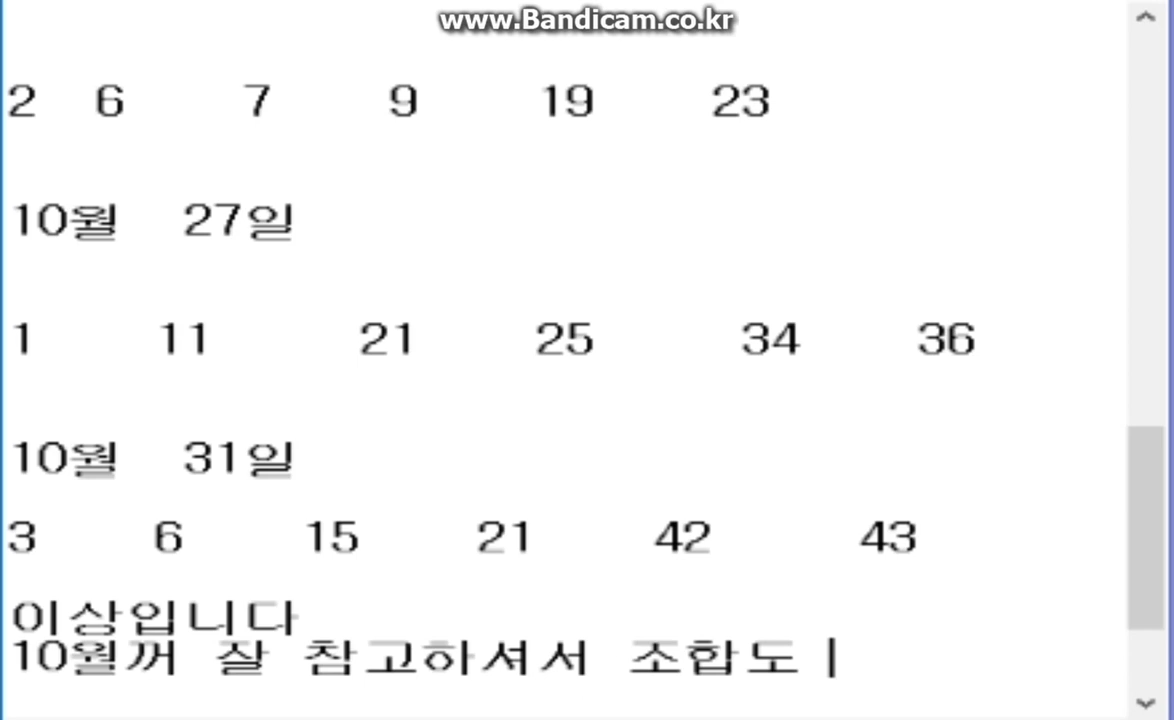 www.Bandicam.co.kr
2 6 7 9 19 23
10월 27일
1 11 21 25 34 36
10월 31일
3 6 15 21 42 43
이상입니다
10월꺼 잘 참고하셔서 조합도